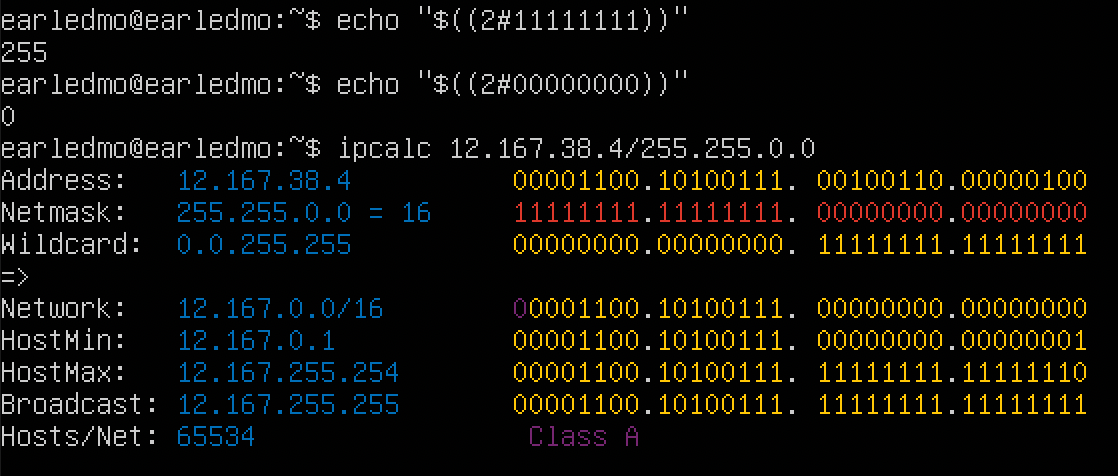 earledmo@earledmo:~$ echo "$((2#11111111))"
255
earledmo@earledmo:~$ echo "$((2#00000000))"
0
earledmo@earledmo:~$ ipcalc 12.167.38.4/255.255.0.0
Address:   12.167.38.4          00001100.10100111. 00100110.00000100
Netmask:   255.255.0.0 = 16     11111111.11111111. 00000000.00000000
Wildcard:  0.0.255.255          00000000.00000000. 11111111.11111111
=>
Network:   12.167.0.0/16        00001100.10100111. 00000000.00000000
HostMin:   12.167.0.1           00001100.10100111. 00000000.00000001
HostMax:   12.167.255.254       00001100.10100111. 11111111.11111110
Broadcast: 12.167.255.255       00001100.10100111. 11111111.11111111
Hosts/Net: 65534                 Class A